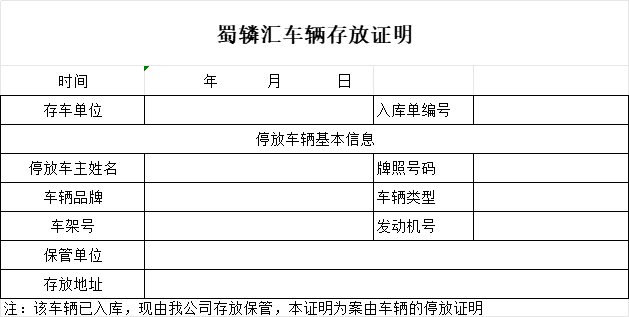 蜀辚汇车辆存放证明
时间 年 月 日
存车单位 入库单编号
停放车辆基本信息
停放车主姓名 牌照号码
车辆品牌 车辆类型
车架号 发动机号
保管单位
存放地址
注：该车辆已入库，现由我公司存放保管，本证明为案由车辆的停放证明